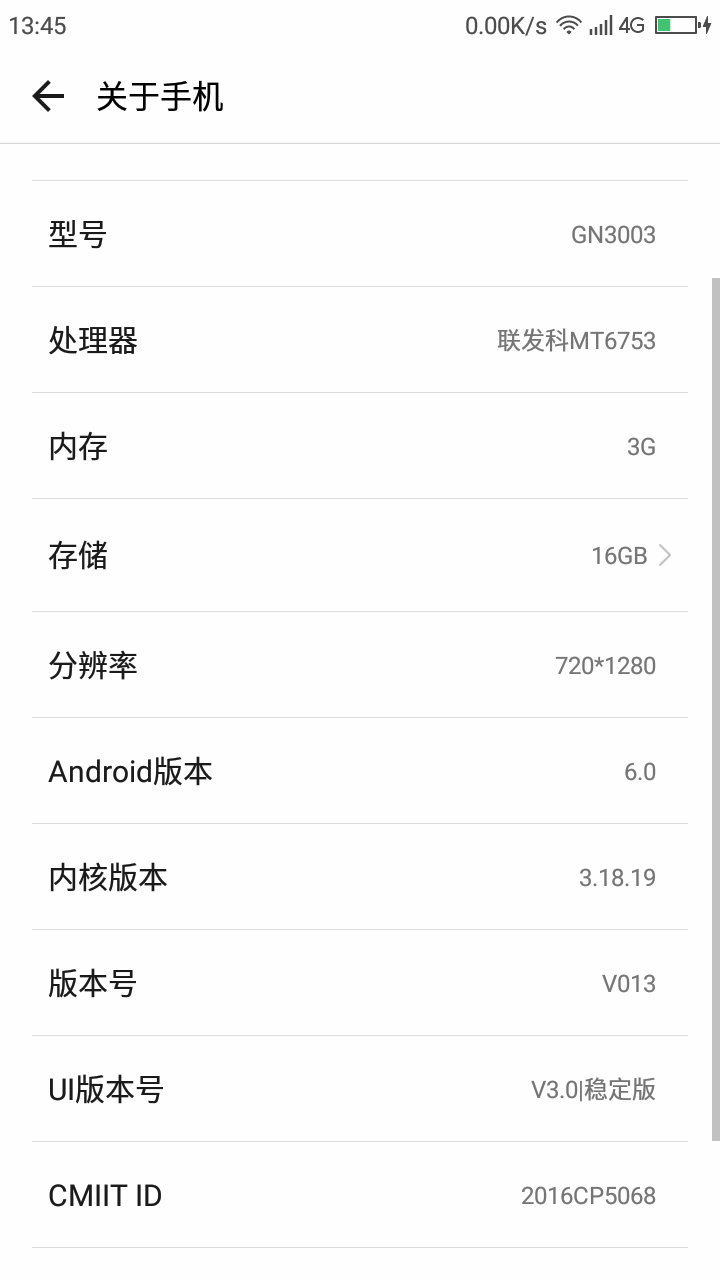 13:45 0.00K/s 4G
关于手机
型号 GN3003
处理器 联发科MT6753
内存 3G
存储 16GB
分辨率 720*1280
Android版本 6.0
内核版本 3.18.19
版本号 V013
UI版本号 V3.0|稳定版
CMIIT ID 2016CP5068